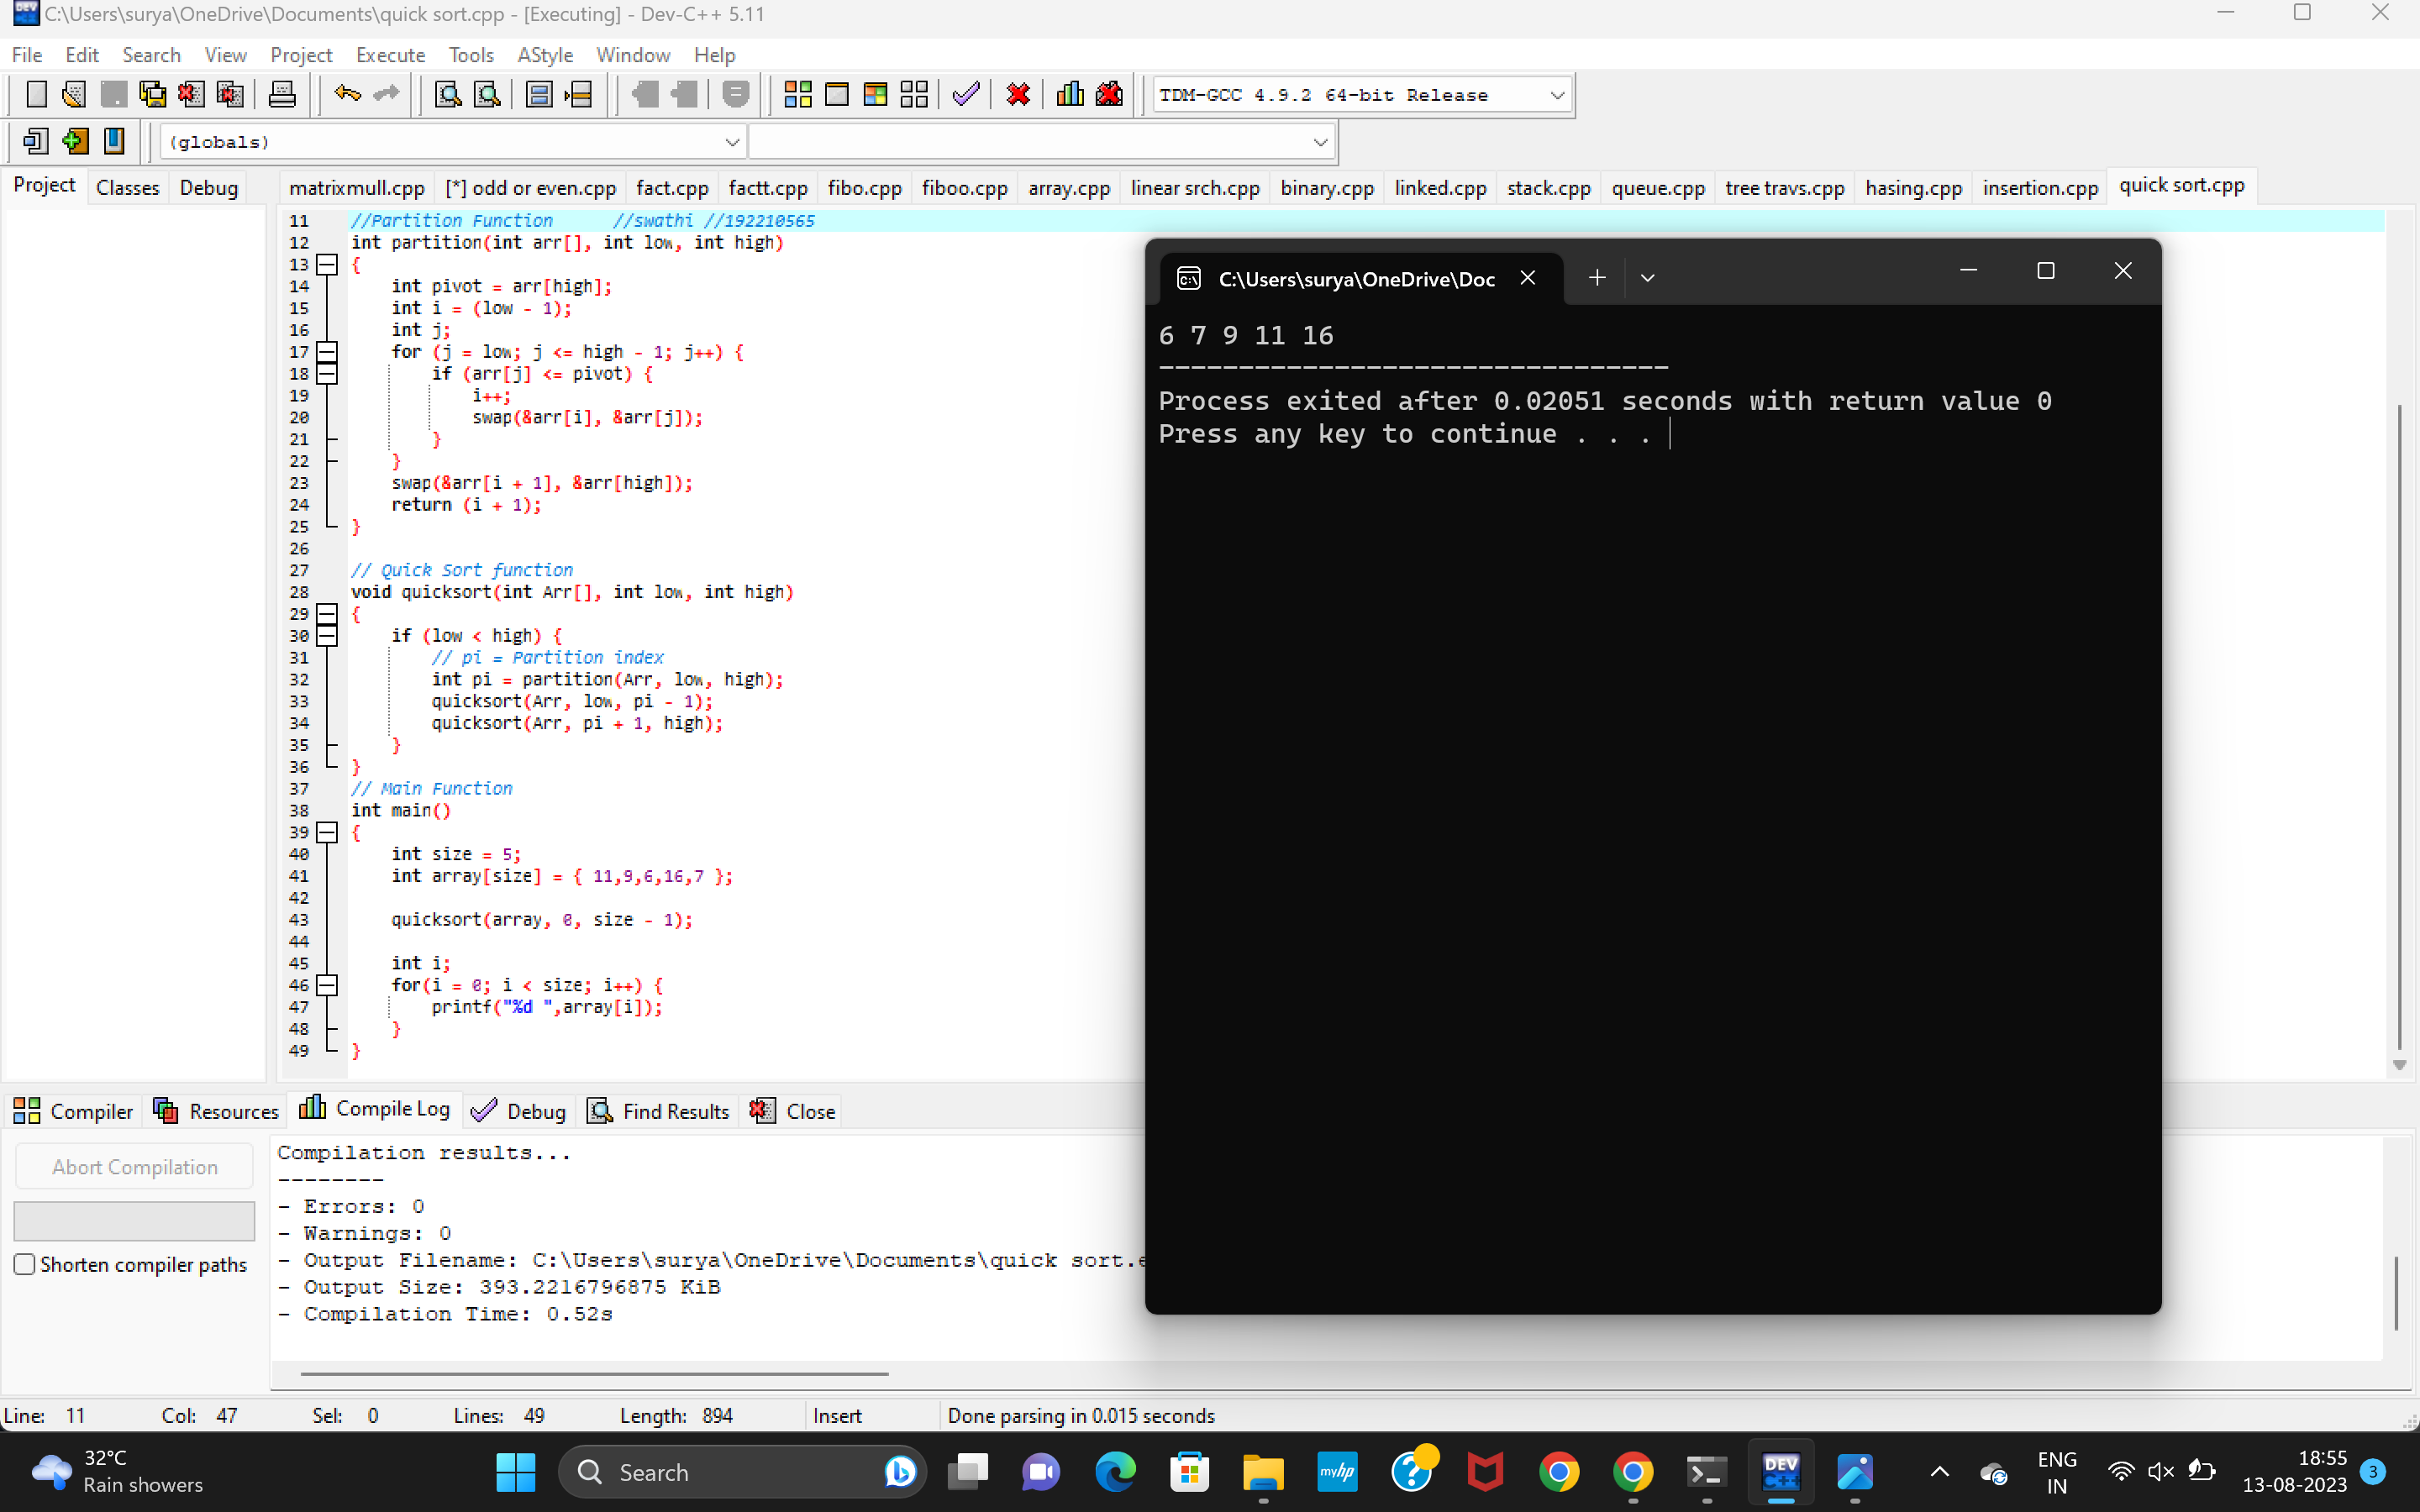 C:\Users\surya\OneDrive\Documents\quick sort.cpp - [Executing] - Dev-C++ 5.11
File Edit Search View Project Execute Tools AStyle Window Help
TDM-GCC 4.9.2 64-bit Release
(globals)
Project Classes Debug
matrixmull.cpp [*] odd or even.cpp fact.cpp factt.cpp fibo.cpp fiboo.cpp array.cpp linear srch.cpp binary.cpp linked.cpp stack.cpp queue.cpp tree travs.cpp hasing.cpp insertion.cpp quick sort.cpp
11 //Partition Function //swathi //192210565
12 int partition(int arr[], int low, int high)
13 {
14 int pivot = arr[high];
15 int i = (low - 1);
16 int j;
17 for (j = low; j <= high - 1; j++) {
18 if (arr[j] <= pivot) {
19 i++;
20 swap(&arr[i], &arr[j]);
21 }
22 }
23 swap(&arr[i + 1], &arr[high]);
24 return (i + 1);
25 }
26
27 // Quick Sort function
28 void quicksort(int Arr[], int low, int high)
29 {
30 if (low < high) {
31 // pi = Partition index
32 int pi = partition(Arr, low, high);
33 quicksort(Arr, low, pi - 1);
34 quicksort(Arr, pi + 1, high);
35 }
36 }
37 // Main Function
38 int main()
39 {
40 int size = 5;
41 int array[size] = { 11,9,6,16,7 };
42
43 quicksort(array, 0, size - 1);
44
45 int i;
46 for(i = 0; i < size; i++) {
47 printf("%d ",array[i]);
48 }
49 }
C:\Users\surya\OneDrive\Doc
6 7 9 11 16
--------------------------------
Process exited after 0.02051 seconds with return value 0
Press any key to continue . . .
Compiler Resources Compile Log Debug Find Results Close
Abort Compilation
Shorten compiler paths
Compilation results...
--------
- Errors: 0
- Warnings: 0
- Output Filename: C:\Users\surya\OneDrive\Documents\quick sort.e
- Output Size: 393.2216796875 KiB
- Compilation Time: 0.52s
Line: 11 Col: 47 Sel: 0 Lines: 49 Length: 894 Insert Done parsing in 0.015 seconds
32°C
Rain showers
Search
myhp
DEV C++
ENG
IN
18:55
13-08-2023
3